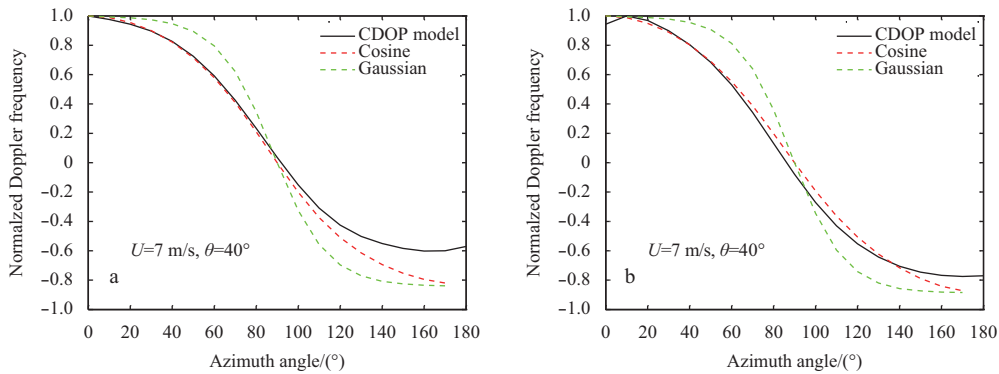 1.0
0.8
0.6
0.4
0.2
0
−0.2
−0.4
−0.6
−0.8
−1.0
Normalized Doppler frequency
CDOP model
Cosine
Gaussian
U=7 m/s, θ=40°
a
0 20 40 60 80 100 120 140 160 180
Azimuth angle/(°)
1.0
0.8
0.6
0.4
0.2
0
−0.2
−0.4
−0.6
−0.8
−1.0
Normalized Doppler frequency
CDOP model
Cosine
Gaussian
U=7 m/s, θ=40°
b
0 20 40 60 80 100 120 140 160 180
Azimuth angle/(°)